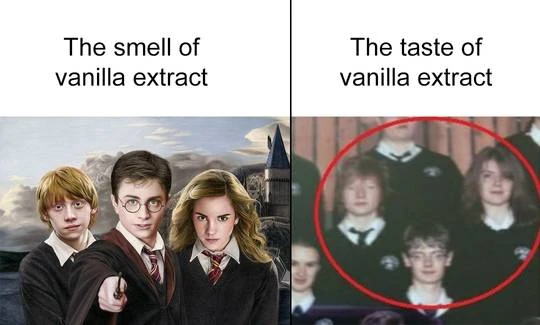 The smell of
vanilla extract
The taste of
vanilla extract